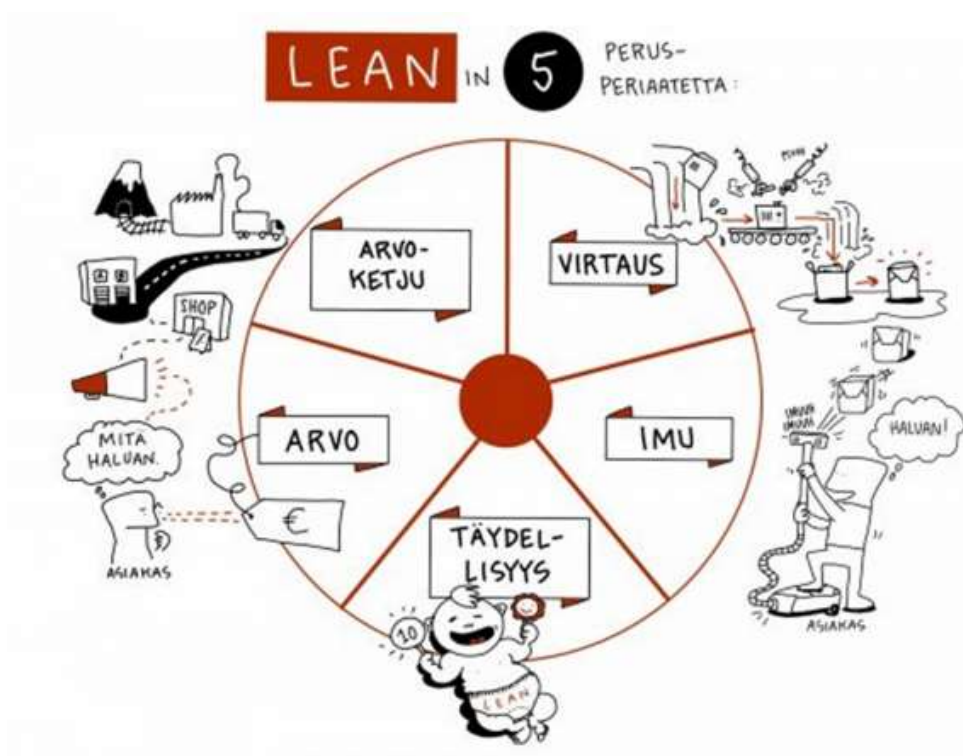 LEAN IN 5 PERUS-
PERIAATETTA:
ARVO-
KETJU
VIRTAUS
SHOP
MITÄ
HALUAN.
ARVO
€
ASIAKAS
IMU
HALUAN!
ASIAKAS
TÄYDEL-
LISYYS
10
LEAN